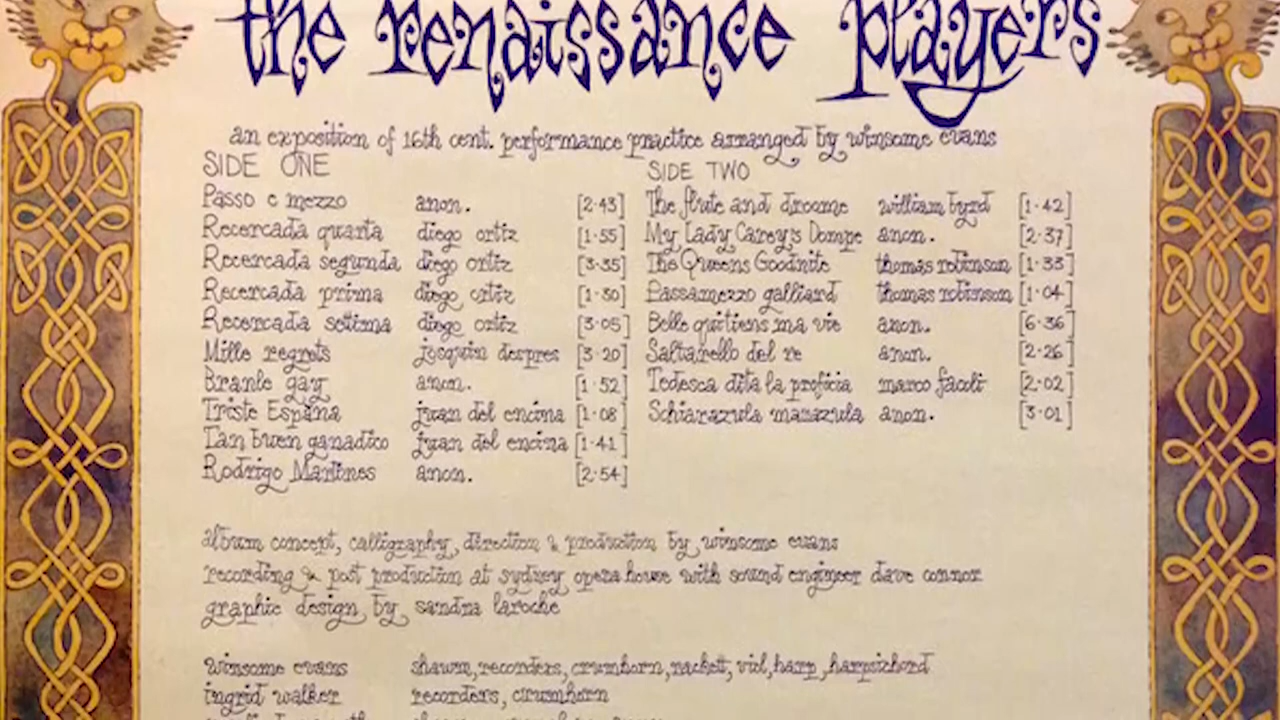 the renaissance players
an exposition of 16th cent. performance practice arranged by winsome evans
SIDE ONE
Passo e mezzo anon. [2·43]
Recercada quarta diego ortiz [1·55]
Recercada segunda diego ortiz [3·35]
Recercada prima diego ortiz [1·30]
Recercada settima diego ortiz [3·05]
Mille regrets josquin despres [3·20]
Branle gay anon. [1·52]
Triste España juan del encina [1·08]
Tan buen ganadico juan del encina [1·41]
Rodrigo Martines anon. [2·54]
SIDE TWO
The flute and droome william byrd [1·42]
My Lady Carey's Dompe anon. [2·37]
The Queens Goodnite thomas robinson [1·33]
Passamezzo galliard thomas robinson [1·04]
Belle qui tiens ma vie anon. [6·36]
Saltarello del re anon. [2·26]
Tedesca dita la proficia marco facoli [2·02]
Schiarazula marazula anon. [3·01]
album concept, calligraphy, direction & production by winsome evans
recording & post production at sydney opera house with sound engineer dave connor
graphic design by sandra laroche
winsome evans shawm, recorders, crumhorn, rackett, viol, harp, harpsichord
ingrid walker recorders, crumhorn